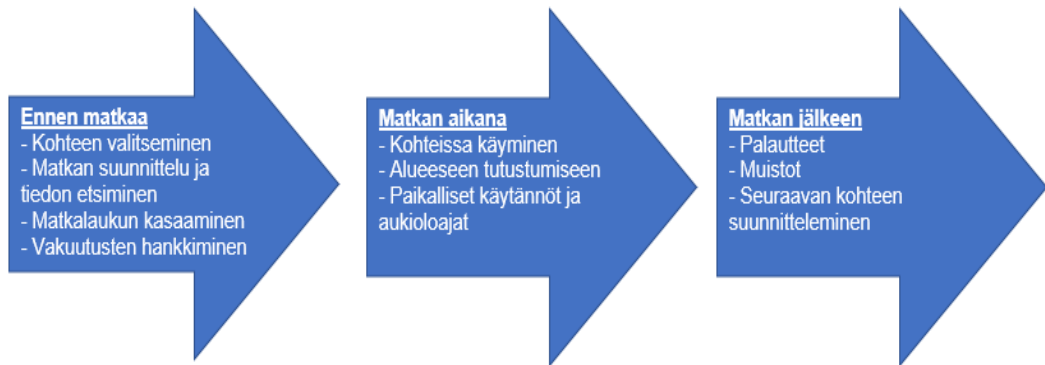 Ennen matkaa
- Kohteen valitseminen
- Matkan suunnittelu ja
tiedon etsiminen
- Matkalaukun kasaaminen
- Vakuutusten hankkiminen
Matkan aikana
- Kohteissa käyminen
- Alueeseen tutustumiseen
- Paikalliset käytännöt ja
aukioloajat
Matkan jälkeen
- Palautteet
- Muistot
- Seuraavan kohteen
suunnitteleminen